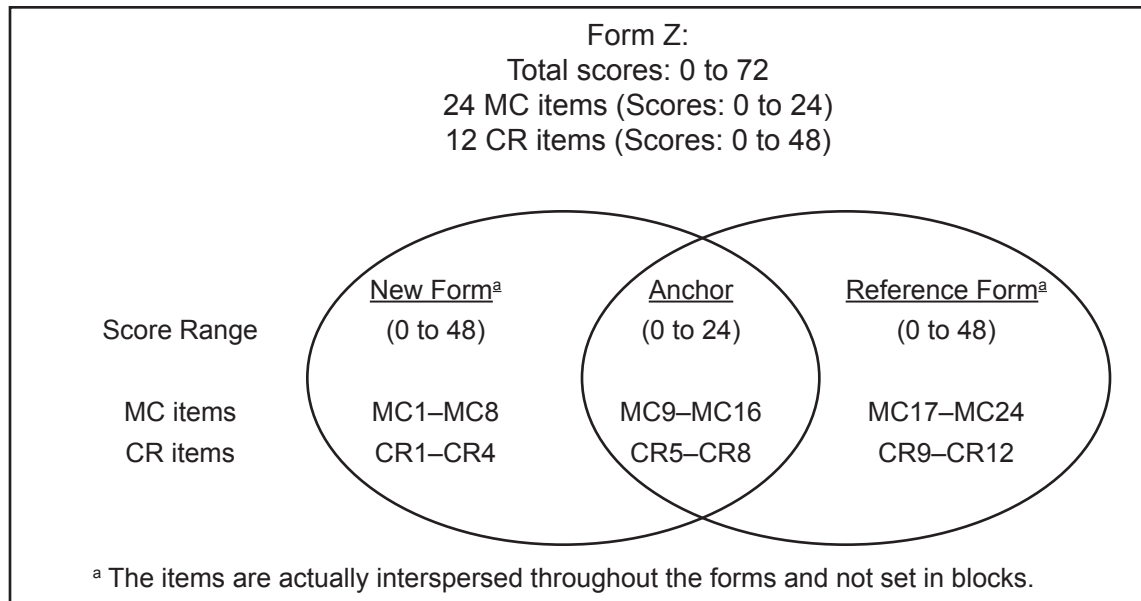 Form Z:
Total scores: 0 to 72
24 MC items (Scores: 0 to 24)
12 CR items (Scores: 0 to 48)
New Formᵃ Anchor Reference Formᵃ
Score Range (0 to 48) (0 to 24) (0 to 48)
MC items MC1–MC8 MC9–MC16 MC17–MC24
CR items CR1–CR4 CR5–CR8 CR9–CR12
ᵃ The items are actually interspersed throughout the forms and not set in blocks.